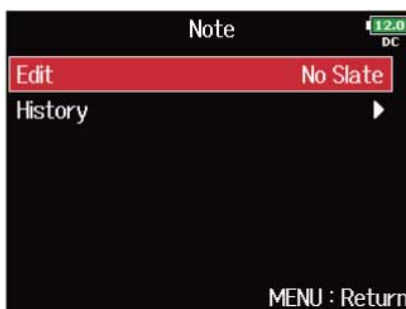 Note
12.0
DC
Edit No Slate
History
MENU : Return